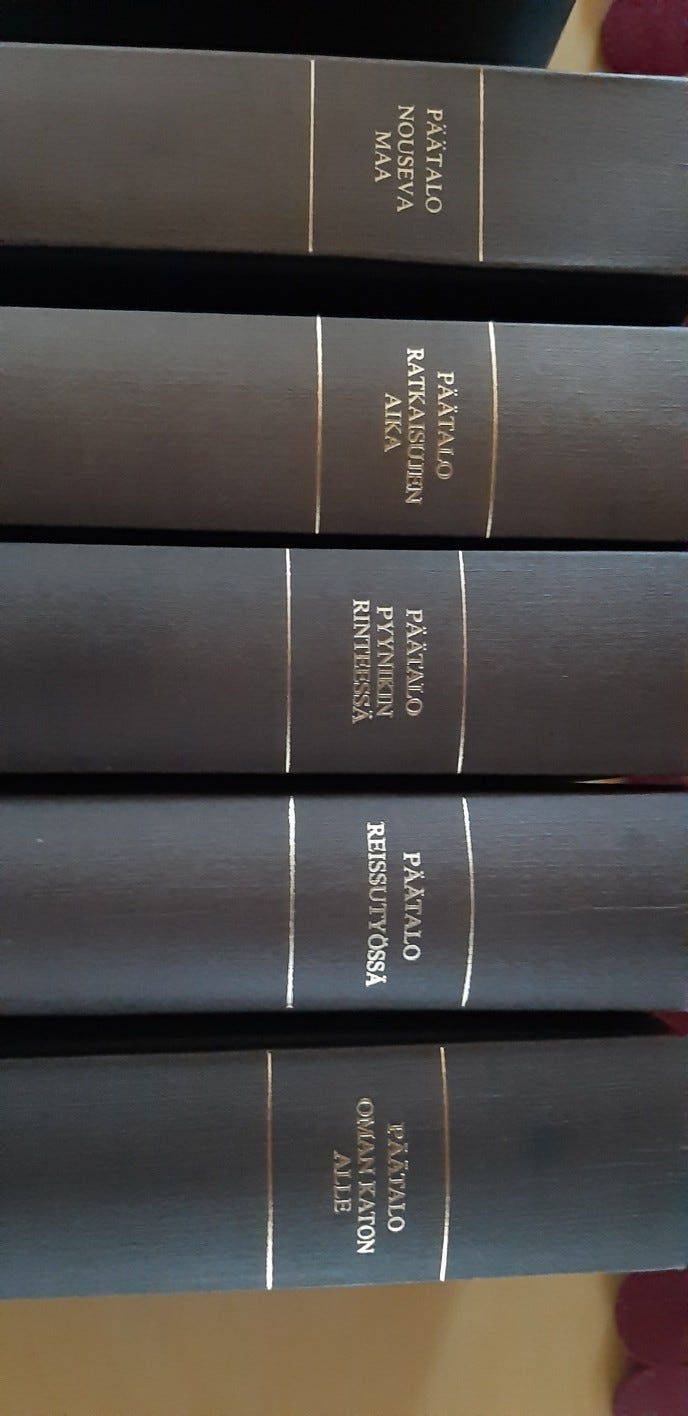 PÄÄTALO
NOUSEVA
MAA
PÄÄTALO
RATKAISUJEN
AIKA
PÄÄTALO
PYYNIKIN
RINTEESSÄ
PÄÄTALO
REISSUTYÖSSÄ
PÄÄTALO
OMAN KATON
ALLE